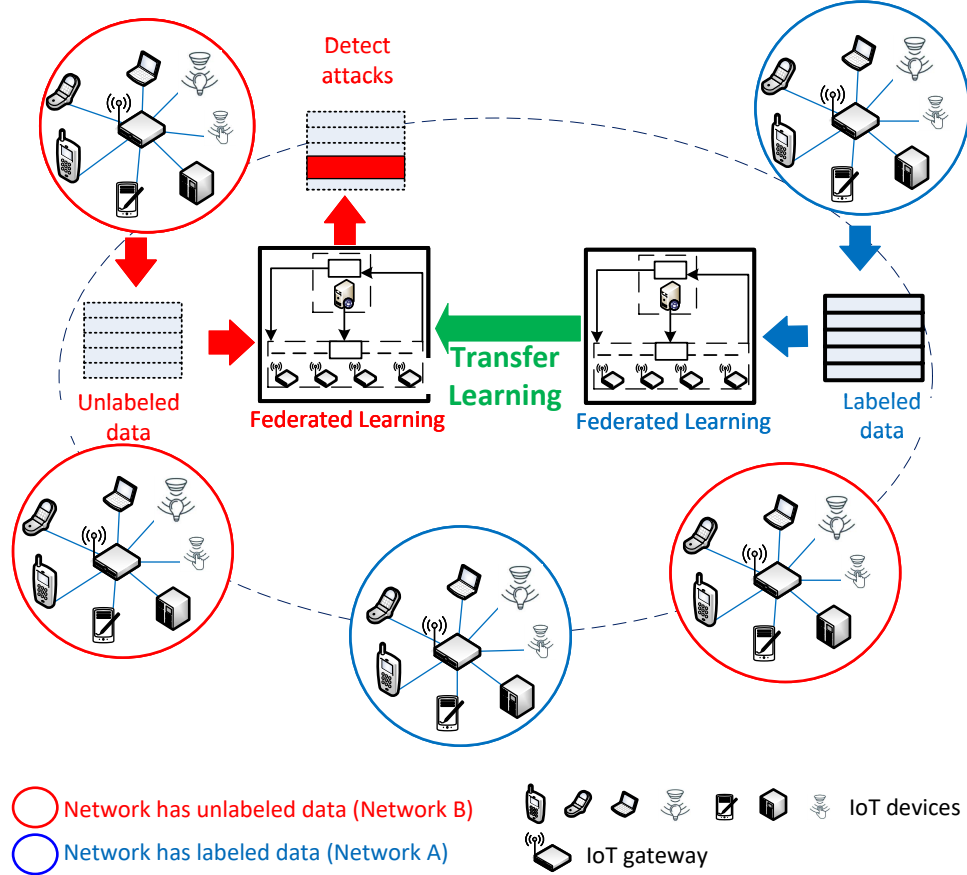 Detect
attacks
Transfer
Learning
Unlabeled
data
Federated Learning
Federated Learning
Labeled
data
Network has unlabeled data (Network B)
IoT devices
Network has labeled data (Network A)
IoT gateway